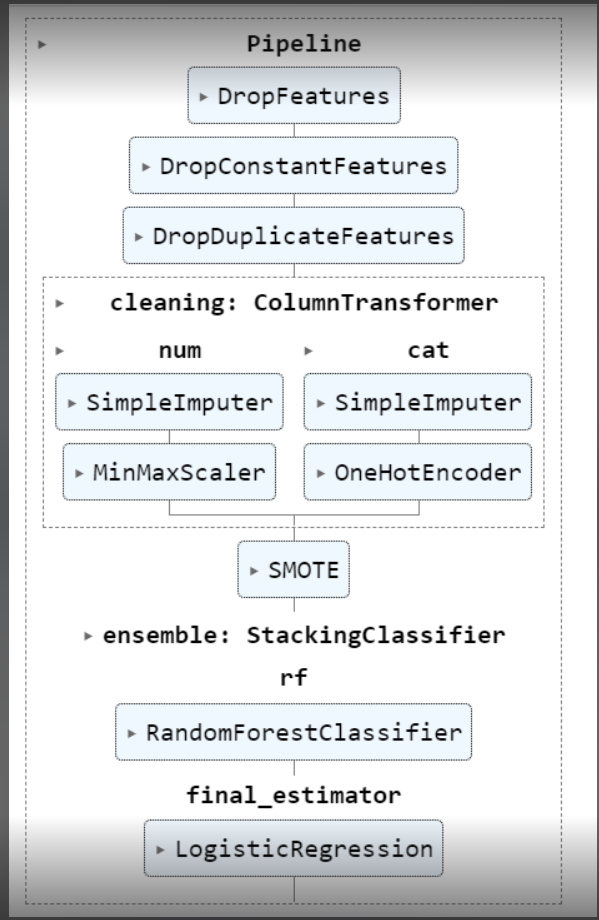 Pipeline
DropFeatures
DropConstantFeatures
DropDuplicateFeatures
cleaning: ColumnTransformer
num cat
SimpleImputer SimpleImputer
MinMaxScaler OneHotEncoder
SMOTE
ensemble: StackingClassifier
rf
RandomForestClassifier
final_estimator
LogisticRegression